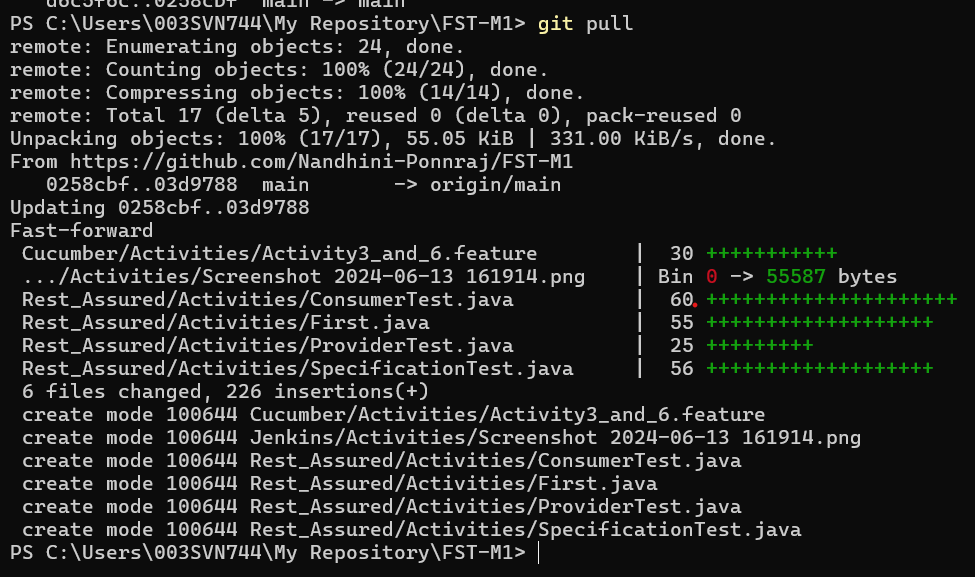 d6c5f6c..0258cbf  main -> main
PS C:\Users\003SVN744\My Repository\FST-M1> git pull
remote: Enumerating objects: 24, done.
remote: Counting objects: 100% (24/24), done.
remote: Compressing objects: 100% (14/14), done.
remote: Total 17 (delta 5), reused 0 (delta 0), pack-reused 0
Unpacking objects: 100% (17/17), 55.05 KiB | 331.00 KiB/s, done.
From https://github.com/Nandhini-Ponnraj/FST-M1
   0258cbf..03d9788  main       -> origin/main
Updating 0258cbf..03d9788
Fast-forward
 Cucumber/Activities/Activity3_and_6.feature        |  30 +++++++++++
 .../Activities/Screenshot 2024-06-13 161914.png    | Bin 0 -> 55587 bytes
 Rest_Assured/Activities/ConsumerTest.java          |  60 +++++++++++++++++++++
 Rest_Assured/Activities/First.java                 |  55 +++++++++++++++++++
 Rest_Assured/Activities/ProviderTest.java          |  25 +++++++++
 Rest_Assured/Activities/SpecificationTest.java     |  56 +++++++++++++++++++
 6 files changed, 226 insertions(+)
 create mode 100644 Cucumber/Activities/Activity3_and_6.feature
 create mode 100644 Jenkins/Activities/Screenshot 2024-06-13 161914.png
 create mode 100644 Rest_Assured/Activities/ConsumerTest.java
 create mode 100644 Rest_Assured/Activities/First.java
 create mode 100644 Rest_Assured/Activities/ProviderTest.java
 create mode 100644 Rest_Assured/Activities/SpecificationTest.java
PS C:\Users\003SVN744\My Repository\FST-M1>